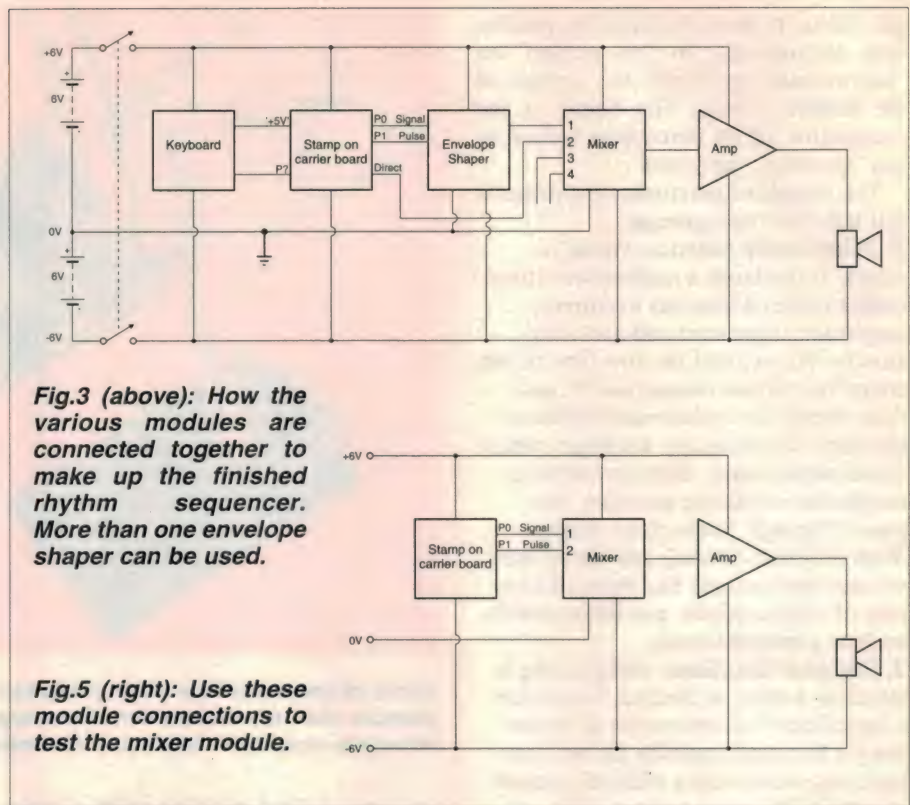 +6V
+
6V
-
0V
+
6V
-
-6V
Keyboard
'+5V'
P?
Stamp on
carrier board
P0 Signal
P1 Pulse
Direct
Envelope
Shaper
1
2
3
4
Mixer
Amp
Fig.3 (above): How the
various modules are
connected together to
make up the finished
rhythm sequencer.
More than one envelope
shaper can be used.
+6V
Stamp on
carrier board
P0 Signal
P1 Pulse
1
2
Mixer
Amp
0V
-6V
Fig.5 (right): Use these
module connections to
test the mixer module.